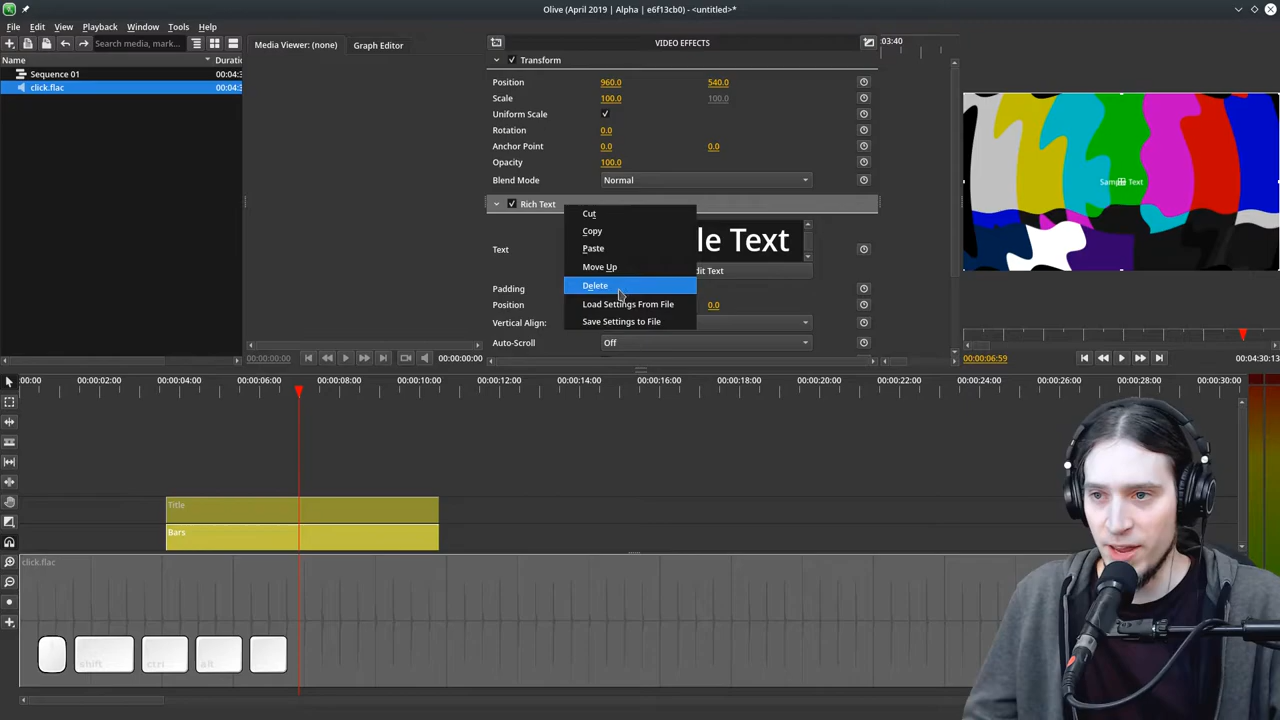 Olive (April 2019 | Alpha | e6f13cb0) - <untitled>*
File Edit View Playback Window Tools Help
Search media, mark...
Name Duratio
Sequence 01 00:04:3
click.flac 00:04:3
Media Viewer: (none) Graph Editor
00:00:00:00 00:00:00:00
VIDEO EFFECTS
Transform
Position 960.0 540.0
Scale 100.0 100.0
Uniform Scale
Rotation 0.0
Anchor Point 0.0 0.0
Opacity 100.0
Blend Mode Normal
Rich Text
Text le Text
dit Text
Padding
Position 0.0
Vertical Align:
Auto-Scroll Off
Cut
Copy
Paste
Move Up
Delete
Load Settings From File
Save Settings to File
:03:40
Sample Text
00:00:06:59 00:04:30:13
00:00 00:00:02:00 00:00:04:00 00:00:06:00 00:00:08:00 00:00:10:00 00:00:12:00 00:00:14:00 00:00:16:00 00:00:18:00 00:00:20:00 00:00:22:00 00:00:24:00 00:00:26:00 00:00:28:00 00:00:30:00
Title
Bars
click.flac
shift ctrl alt